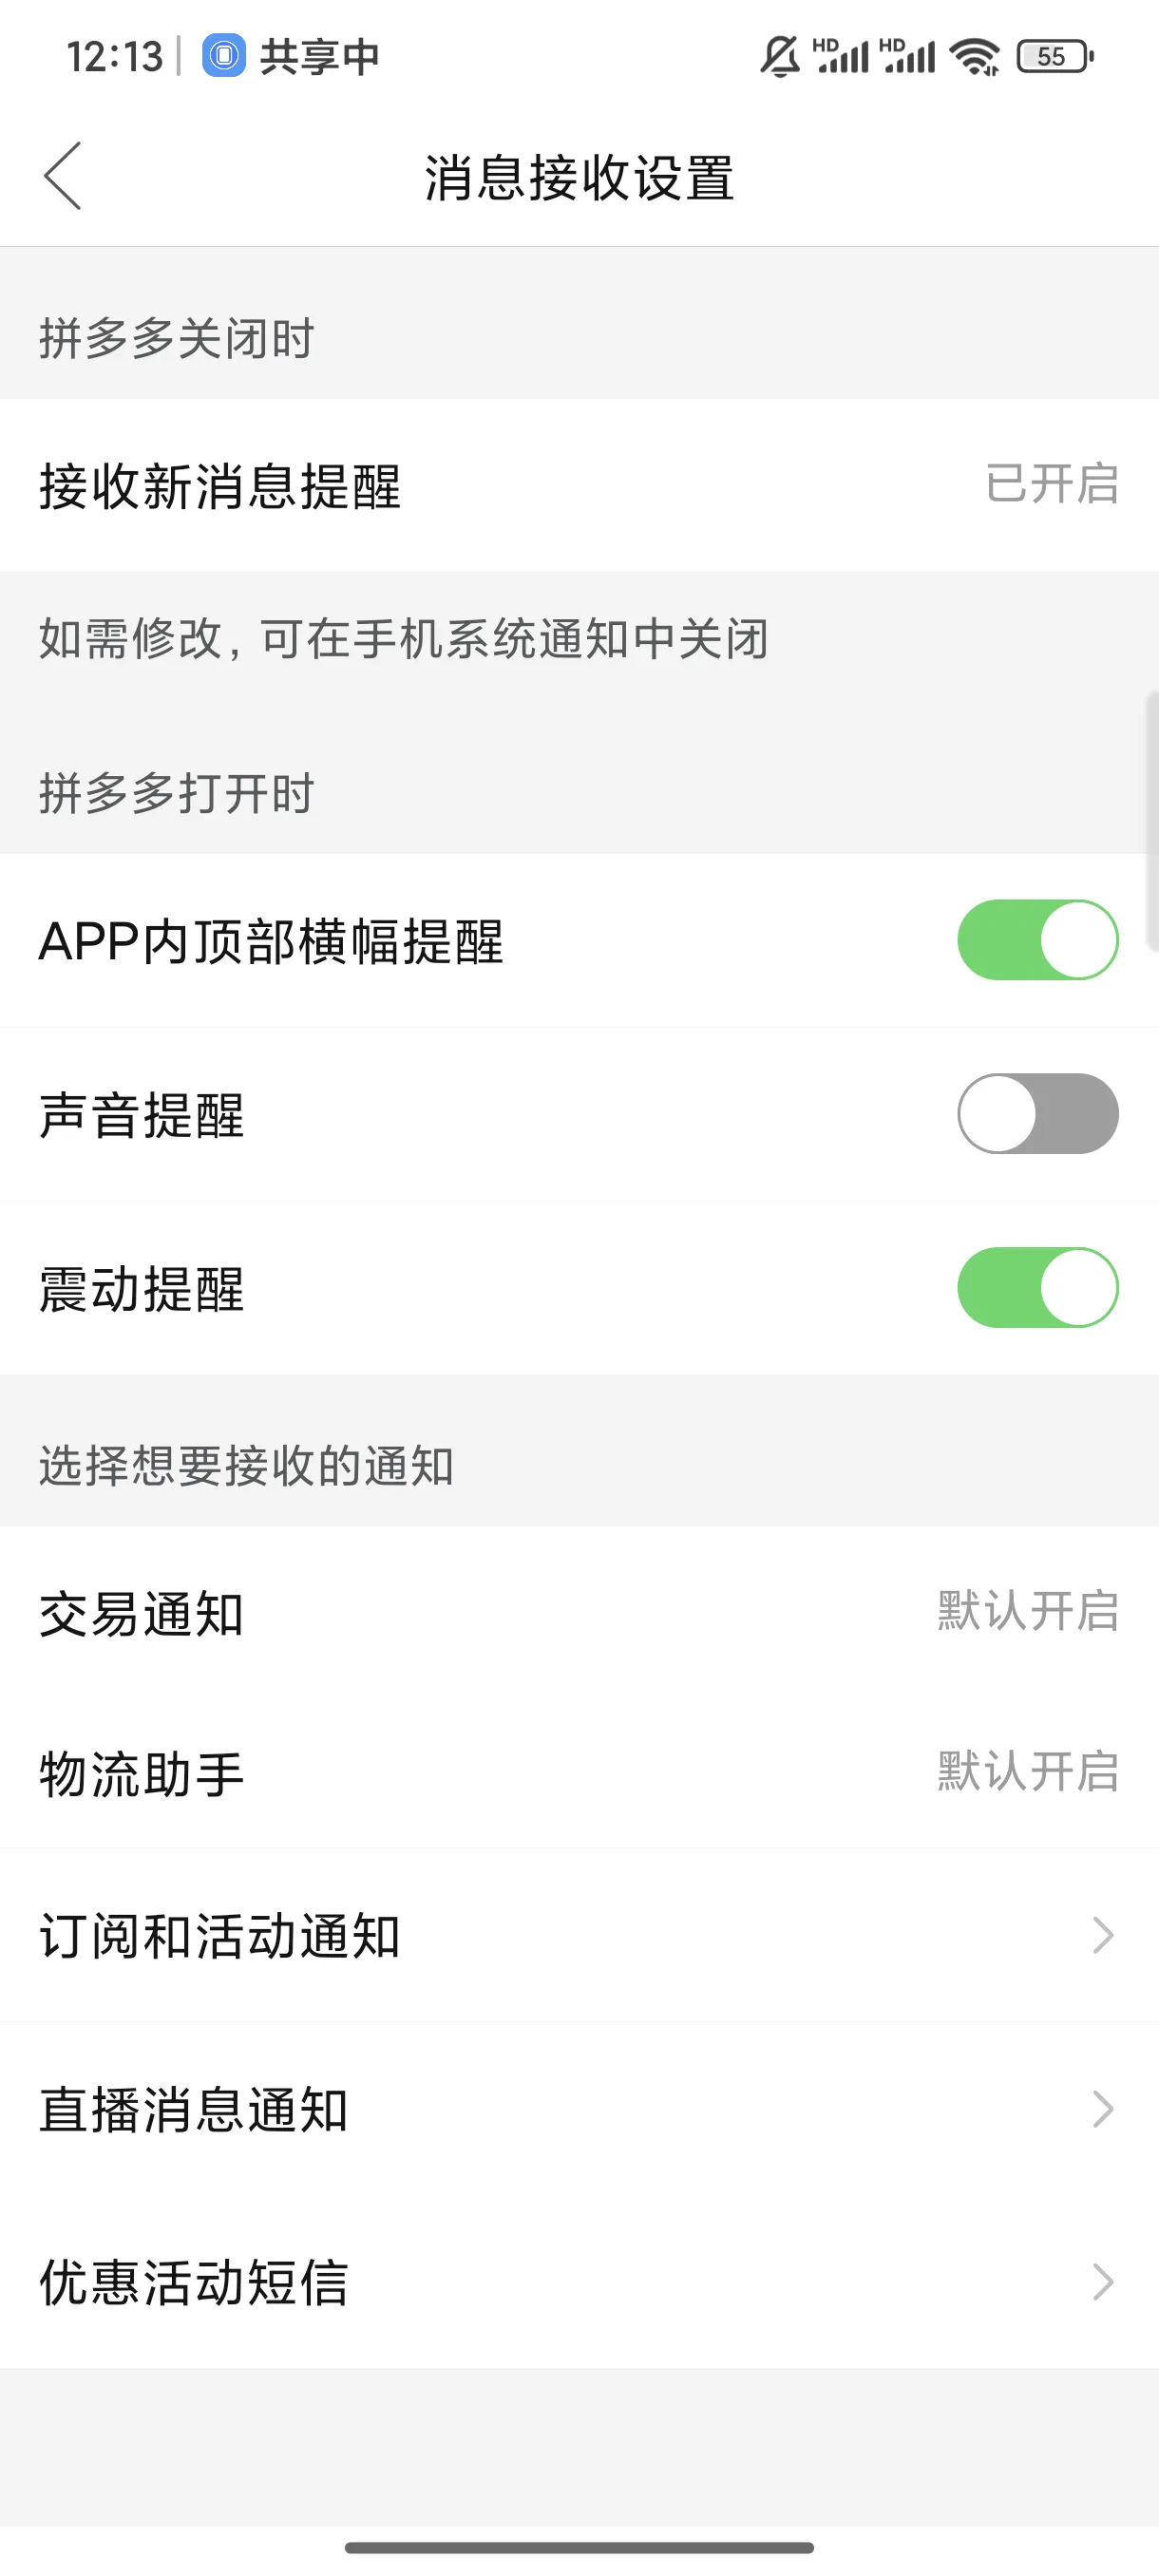 12:13 共享中 HD HD 55
消息接收设置
拼多多关闭时
接收新消息提醒 已开启
如需修改，可在手机系统通知中关闭
拼多多打开时
APP内顶部横幅提醒
声音提醒
震动提醒
选择想要接收的通知
交易通知 默认开启
物流助手 默认开启
订阅和活动通知
直播消息通知
优惠活动短信